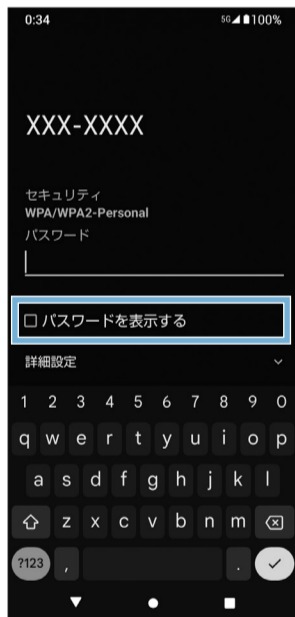 0:34 5G 100%
XXX-XXXX
セキュリティ
WPA/WPA2-Personal
パスワード
パスワードを表示する
詳細設定
1 2 3 4 5 6 7 8 9 0
q w e r t y u i o p
a s d f g h j k l
z x c v b n m
?123 , .